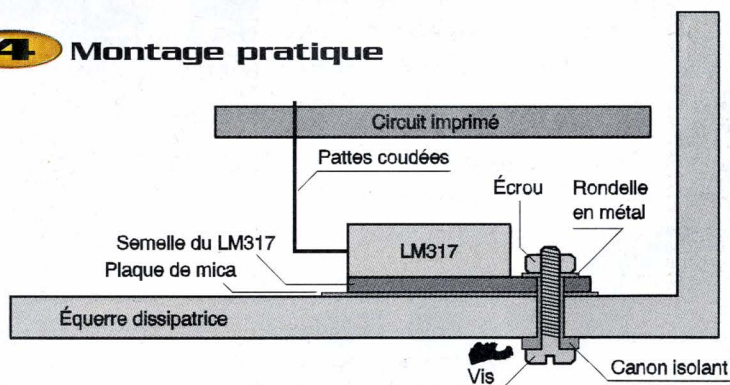 4 Montage pratique
Circuit imprimé
Pattes coudées
Écrou
Rondelle
en métal
Semelle du LM317
LM317
Plaque de mica
Équerre dissipatrice
Vis
Canon isolant